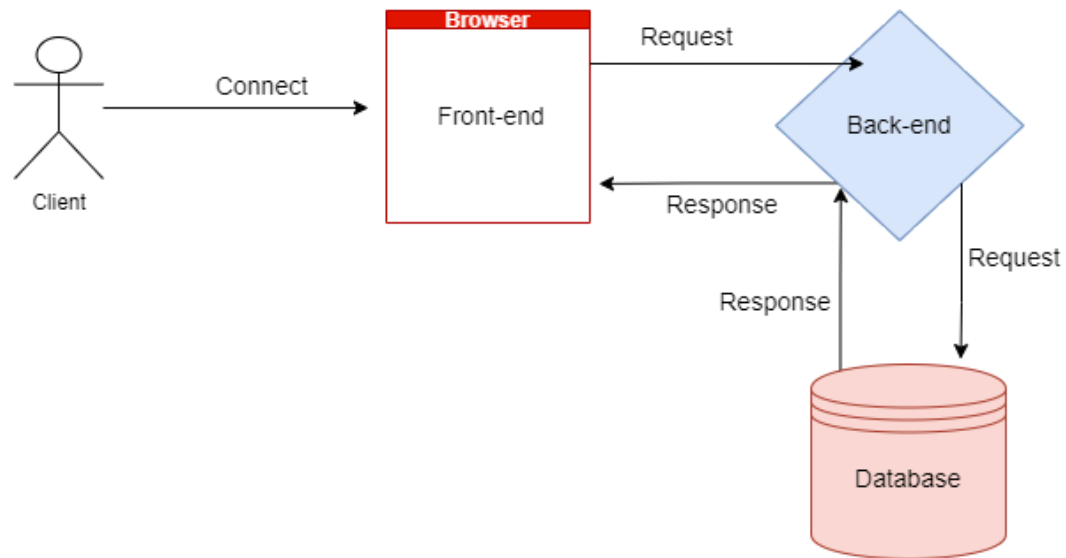 Browser
Request
Connect
Front-end
Back-end
Client
Response
Request
Response
Database